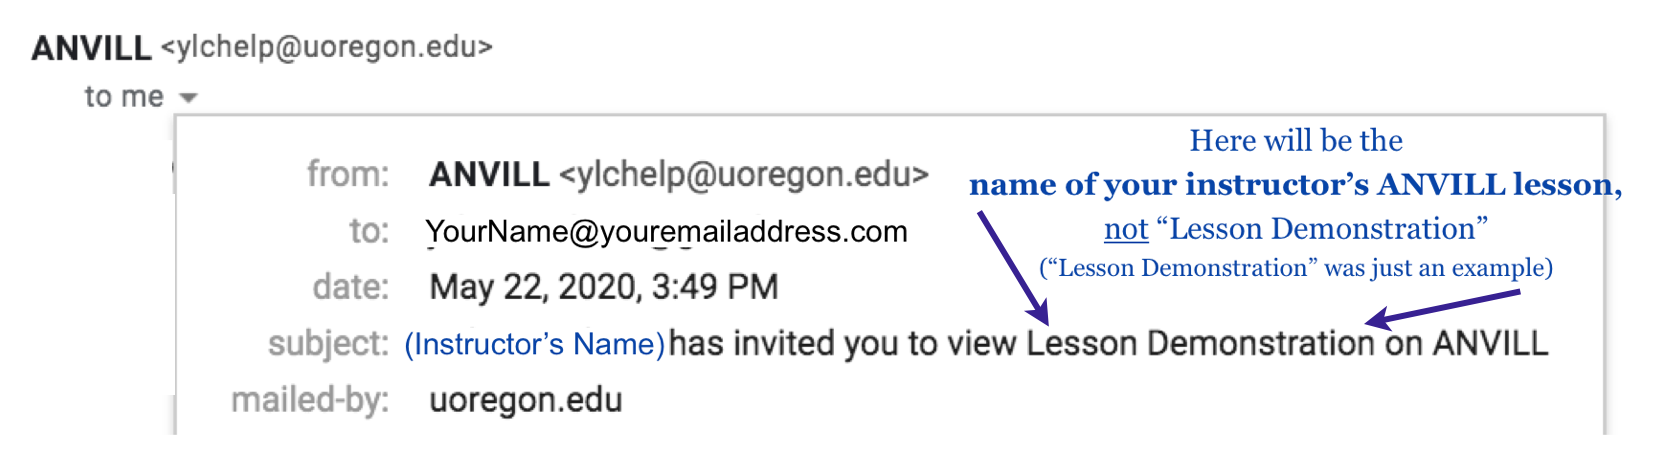 ANVILL <ylchelp@uoregon.edu>
to me
from: ANVILL <ylchelp@uoregon.edu>
to: YourName@youremailaddress.com
date: May 22, 2020, 3:49 PM
subject: (Instructor's Name) has invited you to view Lesson Demonstration on ANVILL
mailed-by: uoregon.edu
Here will be the
name of your instructor's ANVILL lesson,
not “Lesson Demonstration”
(“Lesson Demonstration” was just an example)